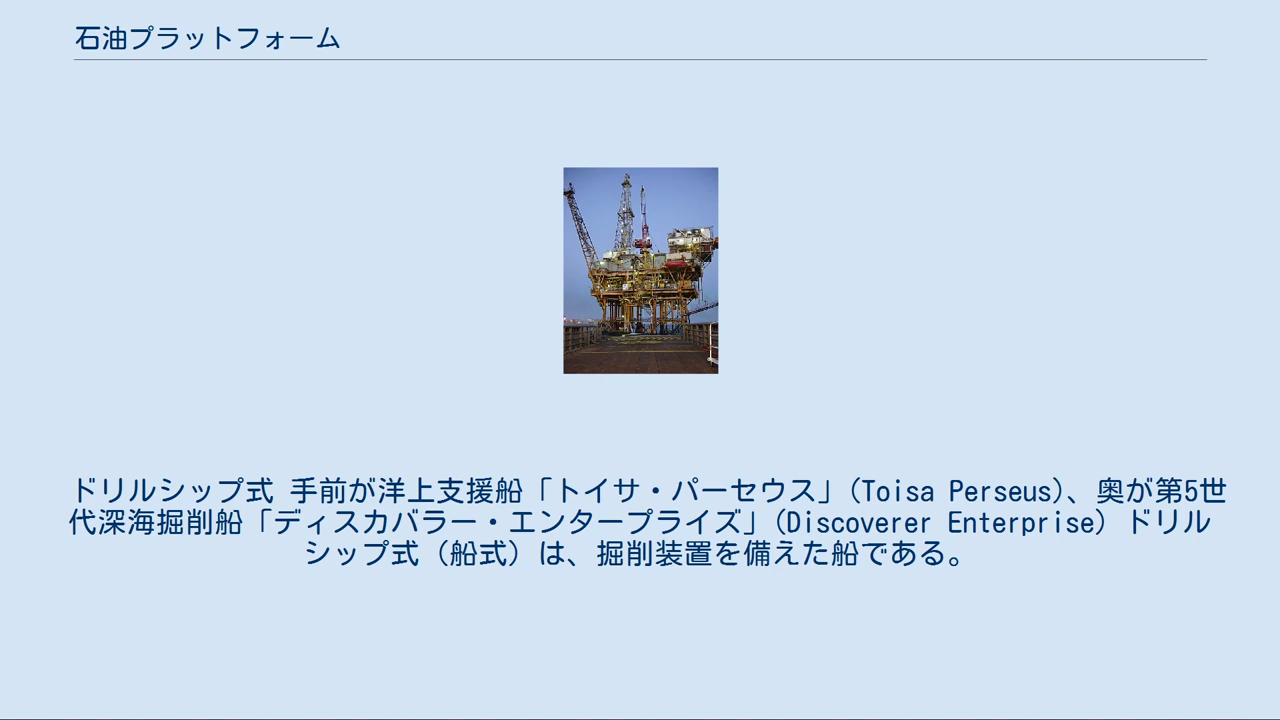 石油プラットフォーム
ドリルシップ式 手前が洋上支援船「トイサ・パーセウス」(Toisa Perseus)、奥が第5世
代深海掘削船「ディスカバラー・エンタープライズ」(Discoverer Enterprise) ドリル
シップ式（船式）は、掘削装置を備えた船である。